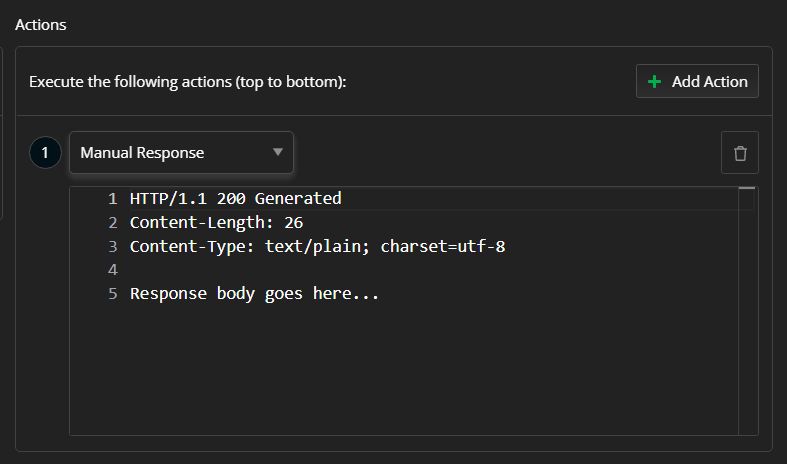 Actions
Execute the following actions (top to bottom):
Add Action
1
Manual Response
1 HTTP/1.1 200 Generated
2 Content-Length: 26
3 Content-Type: text/plain; charset=utf-8
4
5 Response body goes here...